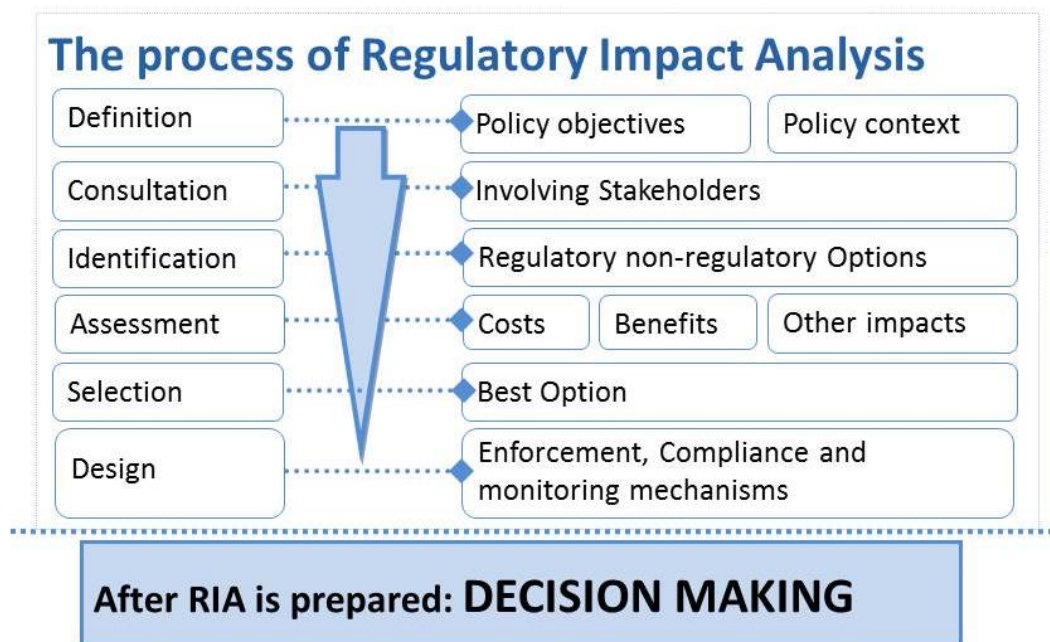 The process of Regulatory Impact Analysis
Definition
Policy objectives
Policy context
Consultation
Involving Stakeholders
Identification
Regulatory non-regulatory Options
Assessment
Costs
Benefits
Other impacts
Selection
Best Option
Design
Enforcement, Compliance and
monitoring mechanisms
After RIA is prepared: DECISION MAKING